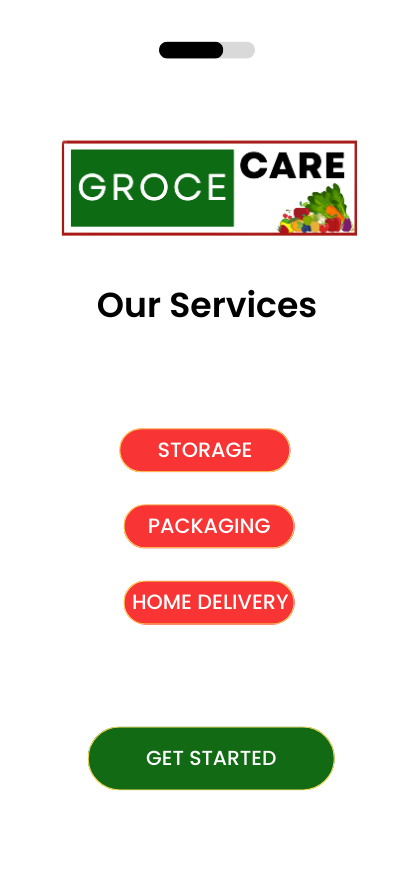 GROCE CARE
Our Services
STORAGE
PACKAGING
HOME DELIVERY
GET STARTED